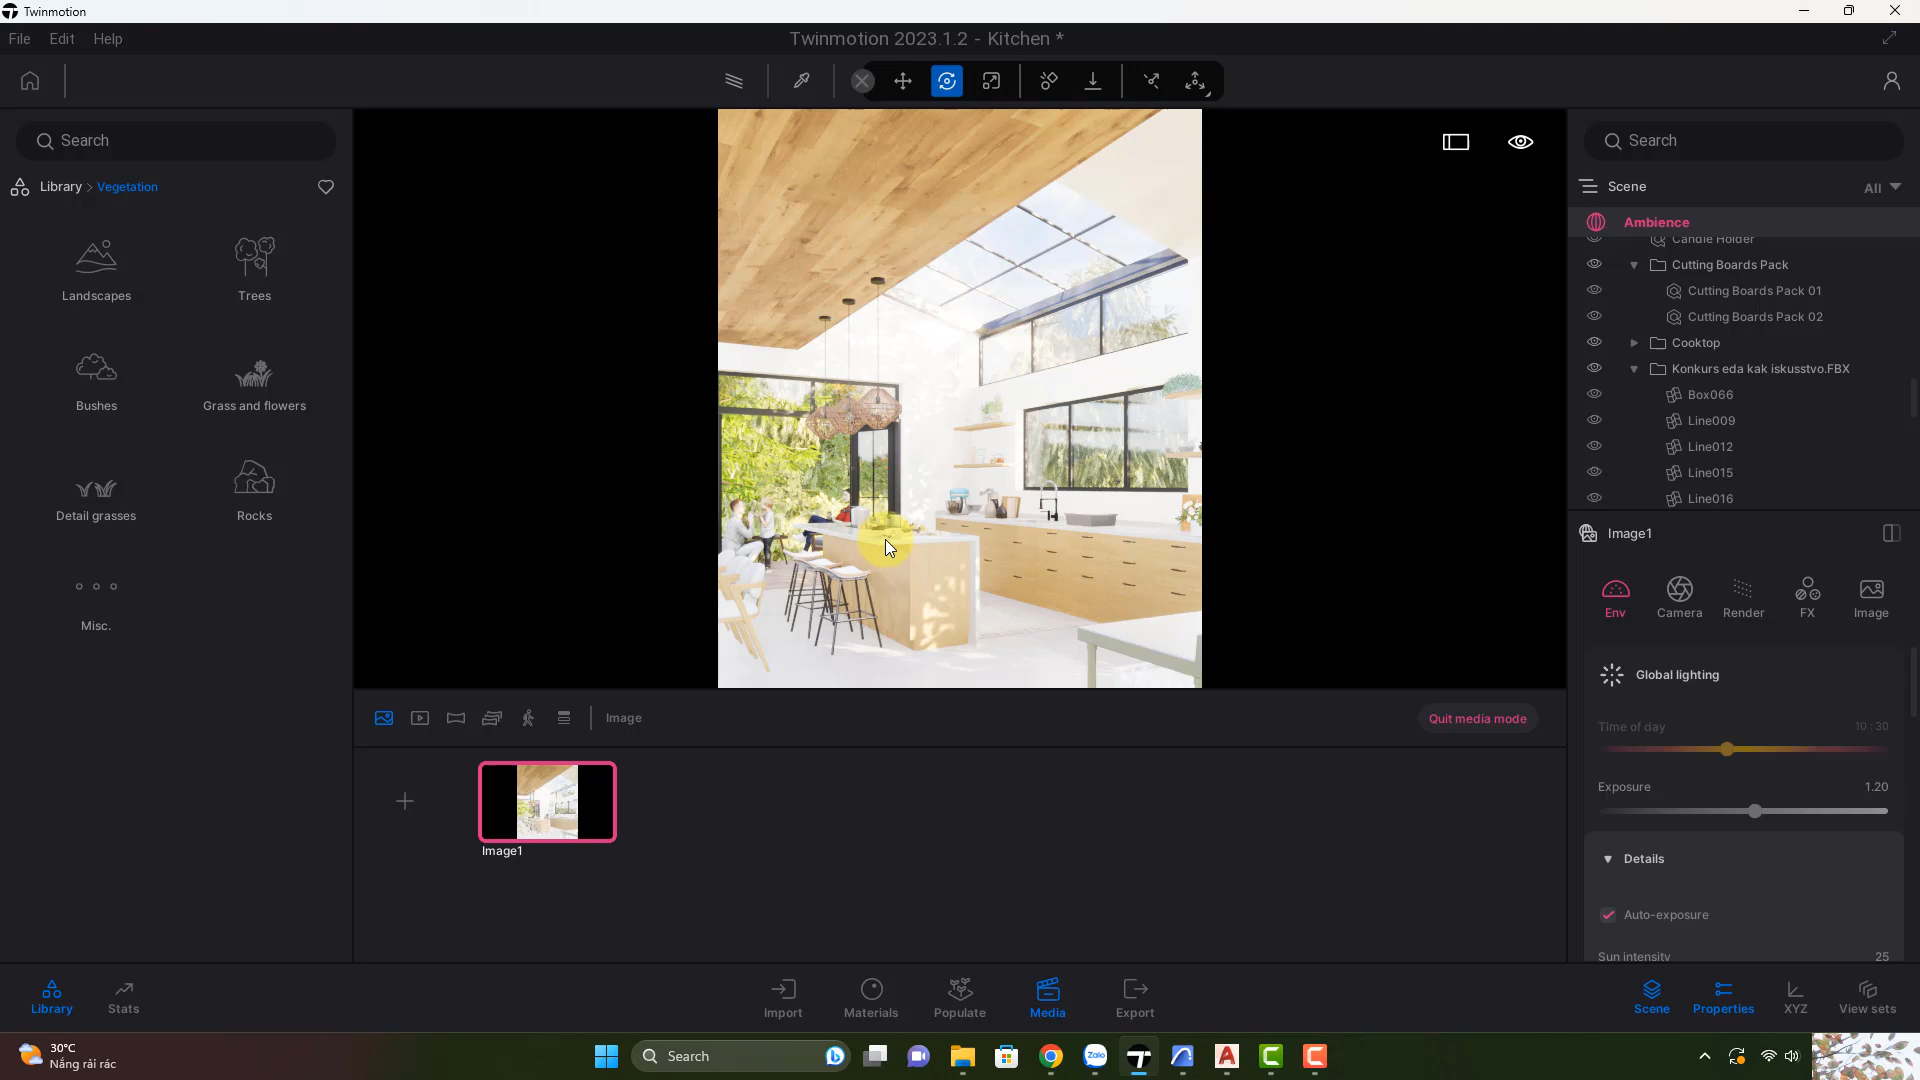 Twinmotion
File Edit Help
Twinmotion 2023.1.2 - Kitchen *
Search
Library > Vegetation
Landscapes
Trees
Bushes
Grass and flowers
Detail grasses
Rocks
Misc.
Search
Scene
All
Ambience
Candle Holder
Cutting Boards Pack
Cutting Boards Pack 01
Cutting Boards Pack 02
Cooktop
Konkurs eda kak iskusstvo.FBX
Box066
Line009
Line012
Line015
Line016
Image1
Env
Camera
Render
FX
Image
Global lighting
Time of day 10 : 30
Exposure 1.20
Details
Auto-exposure
Sun intensity 25
Image
Quit media mode
Image1
Library
Stats
Import
Materials
Populate
Media
Export
Scene
Properties
XYZ
View sets
30°C
Nắng rải rác
Search
Zalo